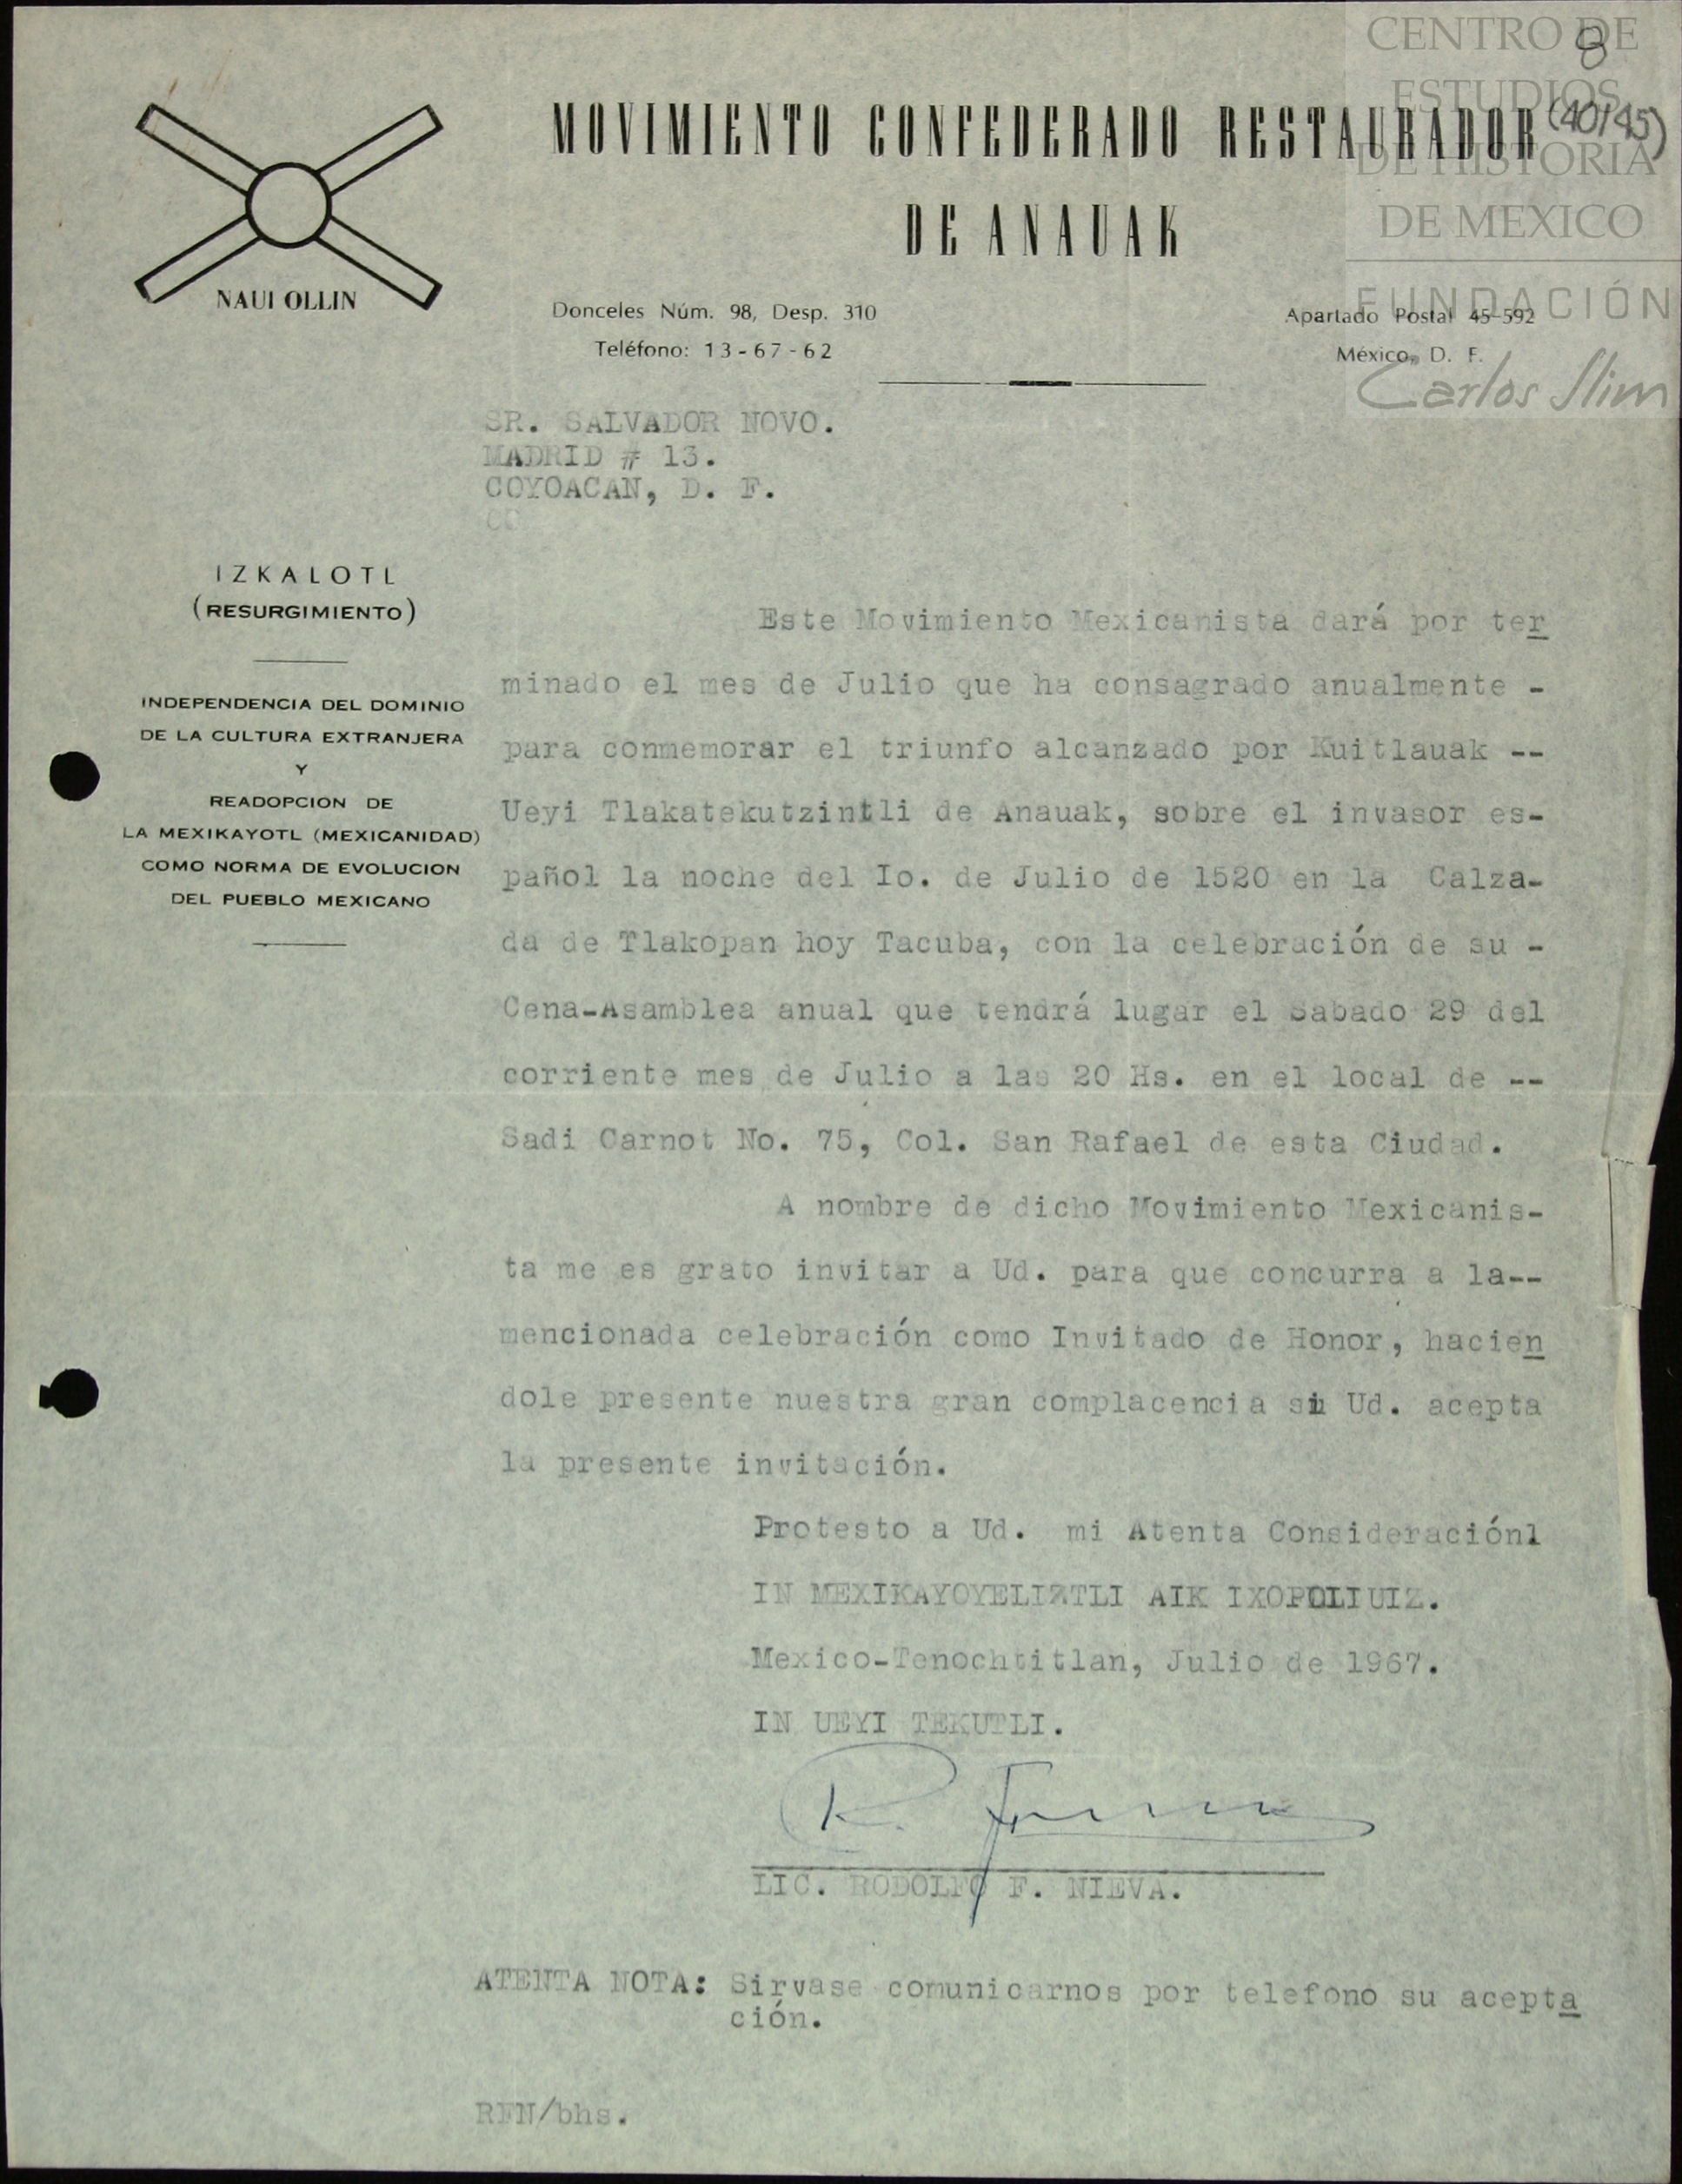 CENTRO DE
ESTUDIOS
DE HISTORIA
DE MEXICO
FUNDACIÓN
Carlos Slim
8
(40/45)
MOVIMIENTO CONFEDERADO RESTAURADOR
DE ANAUAK
NAUI OLLIN
Donceles Núm. 98, Desp. 310
Teléfono: 13-67-62
Apartado Postal 45-592
México, D. F.
SR. SALVADOR NOVO.
MADRID # 13.
COYOACAN, D. F.
CO
IZKALOTL
(RESURGIMIENTO)
INDEPENDENCIA DEL DOMINIO
DE LA CULTURA EXTRANJERA
Y
READOPCION DE
LA MEXIKAYOTL (MEXICANIDAD)
COMO NORMA DE EVOLUCION
DEL PUEBLO MEXICANO
Este Movimiento Mexicanista dará por ter
minado el mes de Julio que ha consagrado anualmente -
para conmemorar el triunfo alcanzado por Kuitlauak --
Ueyi Tlakatekutzintli de Anauak, sobre el invasor es-
pañol la noche del Io. de Julio de 1520 en la Calza-
da de Tlakopan hoy Tacuba, con la celebración de su -
Cena-Asamblea anual que tendrá lugar el Sabado 29 del
corriente mes de Julio a las 20 Hs. en el local de --
Sadi Carnot No. 75, Col. San Rafael de esta Ciudad.
A nombre de dicho Movimiento Mexicanis-
ta me es grato invitar a Ud. para que concurra a la--
mencionada celebración como Invitado de Honor, hacien
dole presente nuestra gran complacencia si Ud. acepta
la presente invitación.
Protesto a Ud. mi Atenta Consideraciónl
IN MEXIKAYOYELIZTLI AIK IXOPOLIUIZ.
Mexico-Tenochtitlan, Julio de 1967.
IN UEYI TEKUTLI.
LIC. RODOLFO F. NIEVA.
ATENTA NOTA: Sirvase comunicarnos por telefono su acepta
ción.
RFN/bhs.